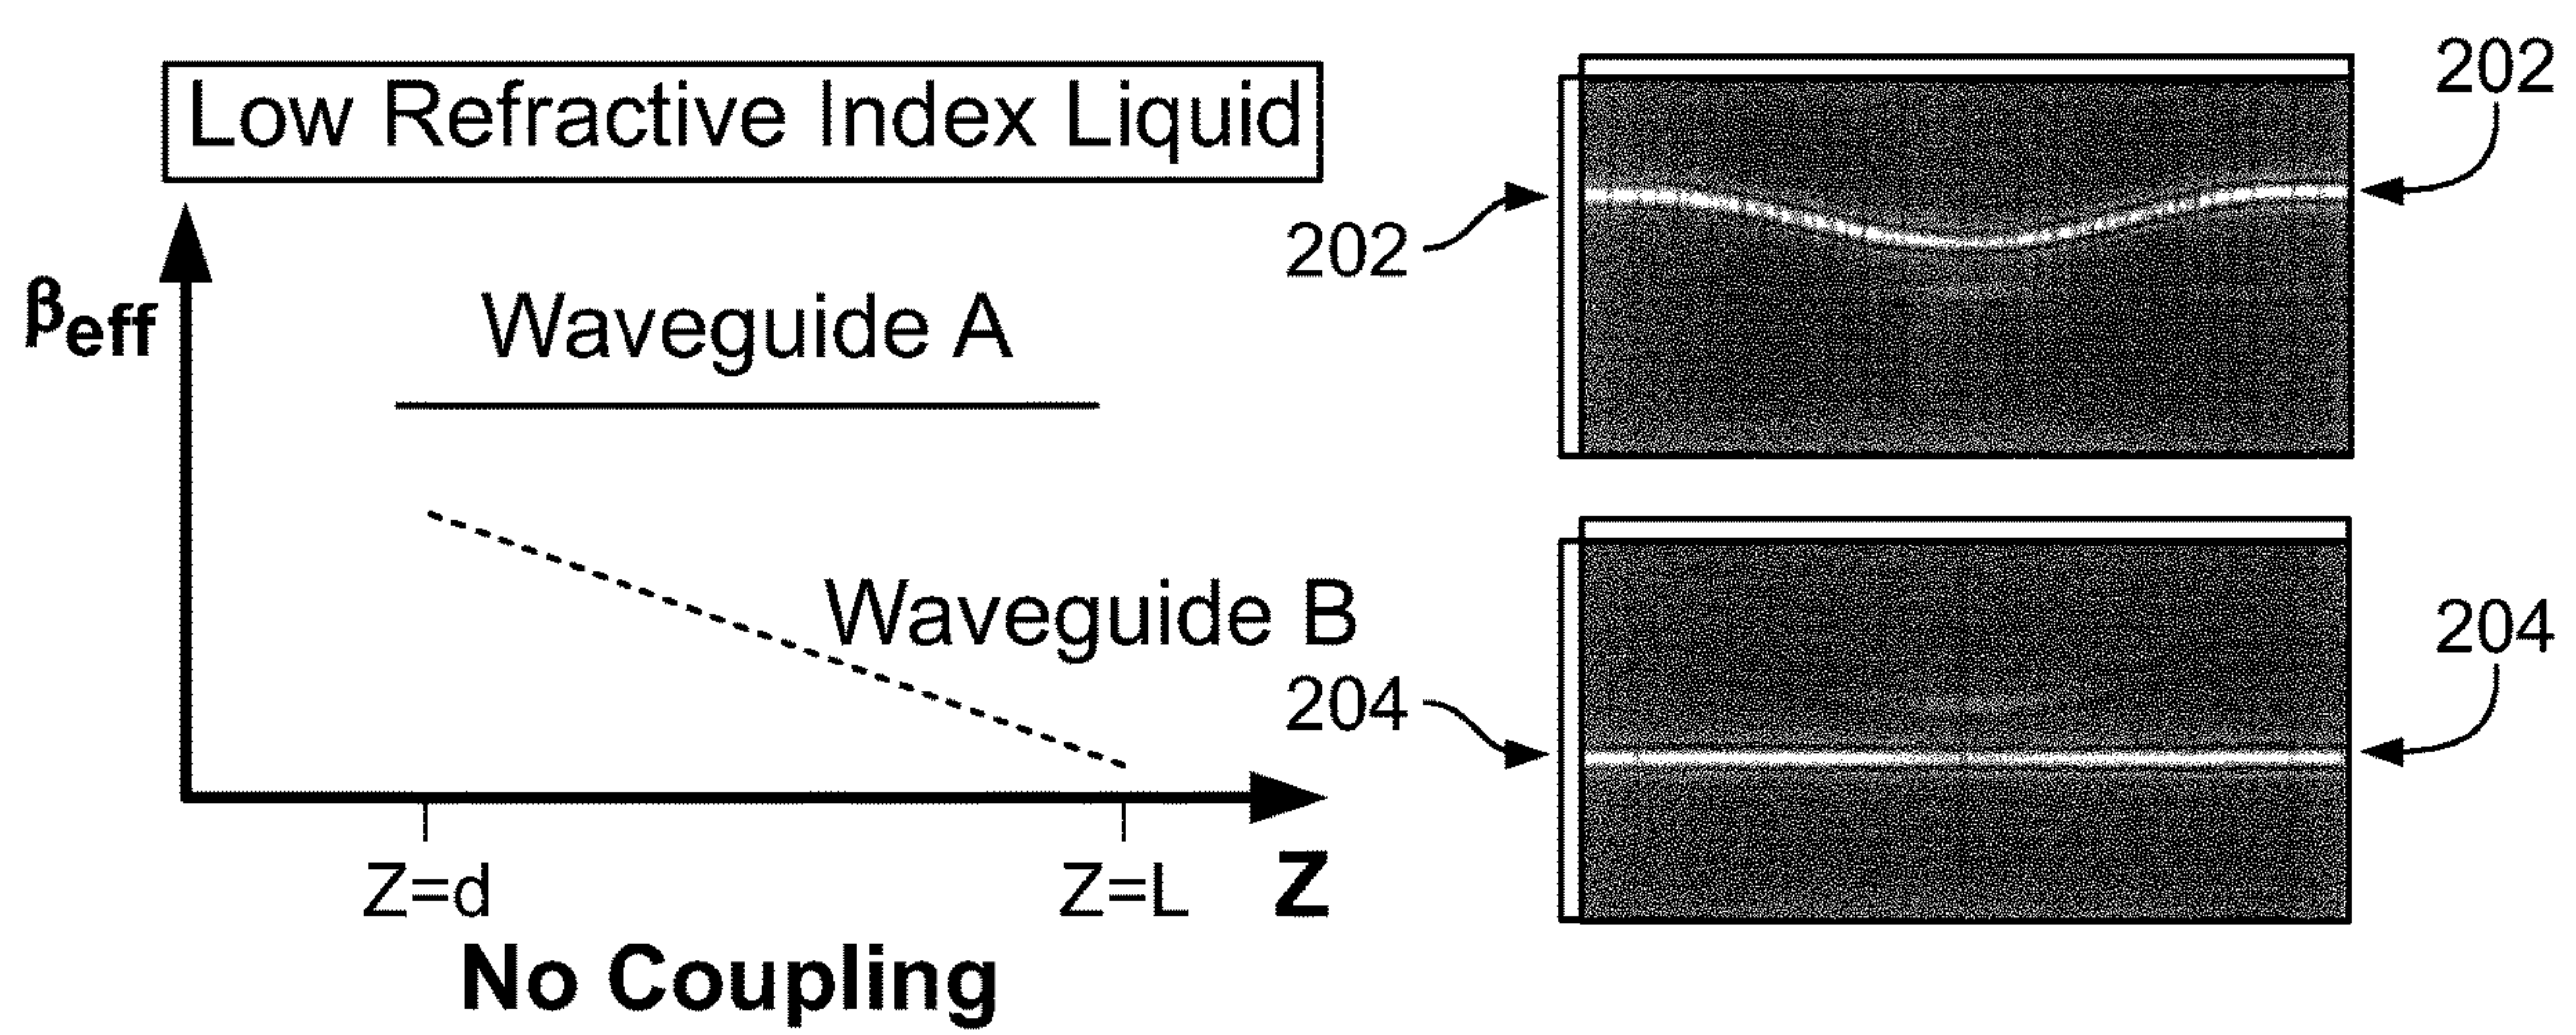 Low Refractive Index Liquid
βeff
Waveguide A
Waveguide B
Z=d
Z=L
Z
No Coupling
202
202
204
204